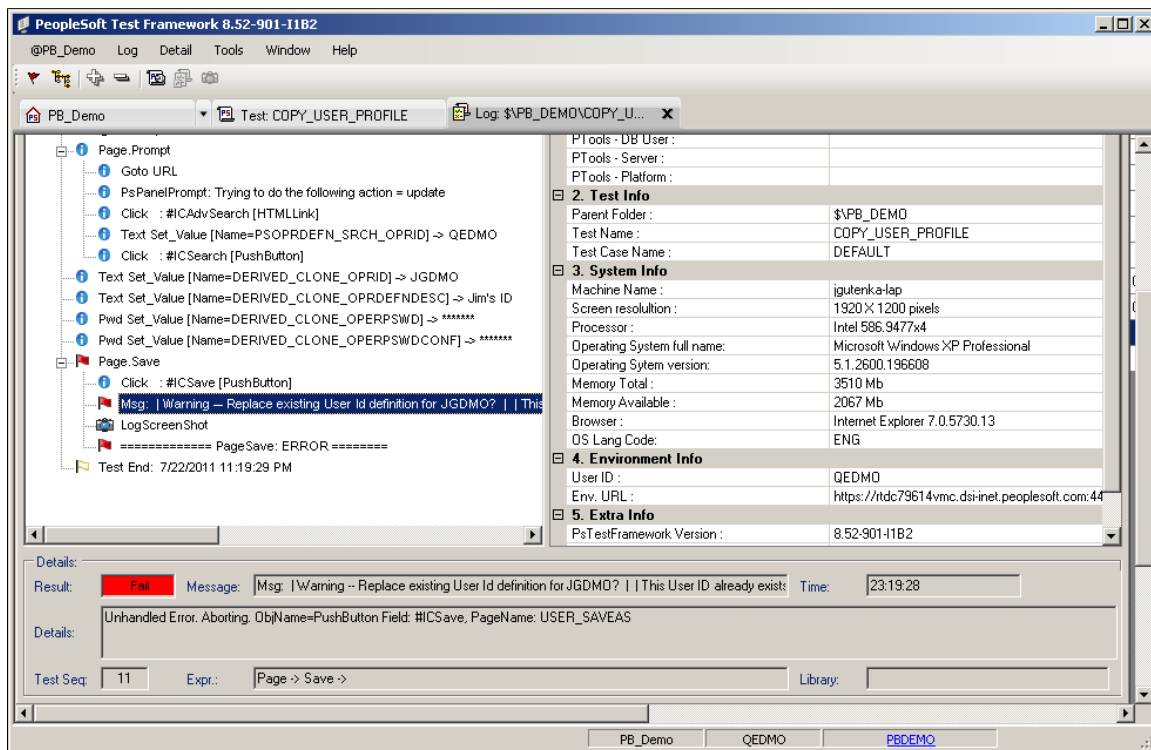 PeopleSoft Test Framework 8.52-901-I1B2
@PB_Demo Log Detail Tools Window Help
PB_Demo Test: COPY_USER_PROFILE Log: $\PB_DEMO\COPY_U... X
Page.Prompt
Goto URL
PsPanelPrompt: Trying to do the following action = update
Click : #ICAdvSearch [HTMLLink]
Text Set_Value [Name=PSOPRDEFN_SRCH_OPRID] -> QEDMO
Click : #ICSearch [PushButton]
Text Set_Value [Name=DERIVED_CLONE_OPRID] -> JGDMO
Text Set_Value [Name=DERIVED_CLONE_OPRDEFNDESC] -> Jim's ID
Pwd Set_Value [Name=DERIVED_CLONE_OPERPSWD] -> *******
Pwd Set_Value [Name=DERIVED_CLONE_OPERPSWDCONF] -> *******
Page.Save
Click : #ICSave [PushButton]
Msg: | Warning -- Replace existing User Id definition for JGDMO? | | This
LogScreenShot
============= PageSave: ERROR ========
Test End: 7/22/2011 11:19:29 PM
PTools - DB User :
PTools - Server :
PTools - Platform :
2. Test Info
Parent Folder : $\PB_DEMO
Test Name : COPY_USER_PROFILE
Test Case Name : DEFAULT
3. System Info
Machine Name : jgutenka-lap
Screen resolultion : 1920 X 1200 pixels
Processor : Intel 586.9477x4
Operating System full name: Microsoft Windows XP Professional
Operating Sytem version: 5.1.2600.196608
Memory Total : 3510 Mb
Memory Available : 2067 Mb
Browser : Internet Explorer 7.0.5730.13
OS Lang Code: ENG
4. Environment Info
User ID : QEDMO
Env. URL : https://rtdc79614vmc.dsi-inet.peoplesoft.com:44
5. Extra Info
PsTestFramework Version : 8.52-901-I1B2
Details:
Result: Fail Message: Msg: | Warning -- Replace existing User Id definition for JGDMO? | | This User ID already exists Time: 23:19:28
Details: Unhandled Error. Aborting. ObjName=PushButton Field: #ICSave, PageName: USER_SAVEAS
Test Seq: 11 Expr.: Page -> Save -> Library:
PB_Demo QEDMO PBDEMO